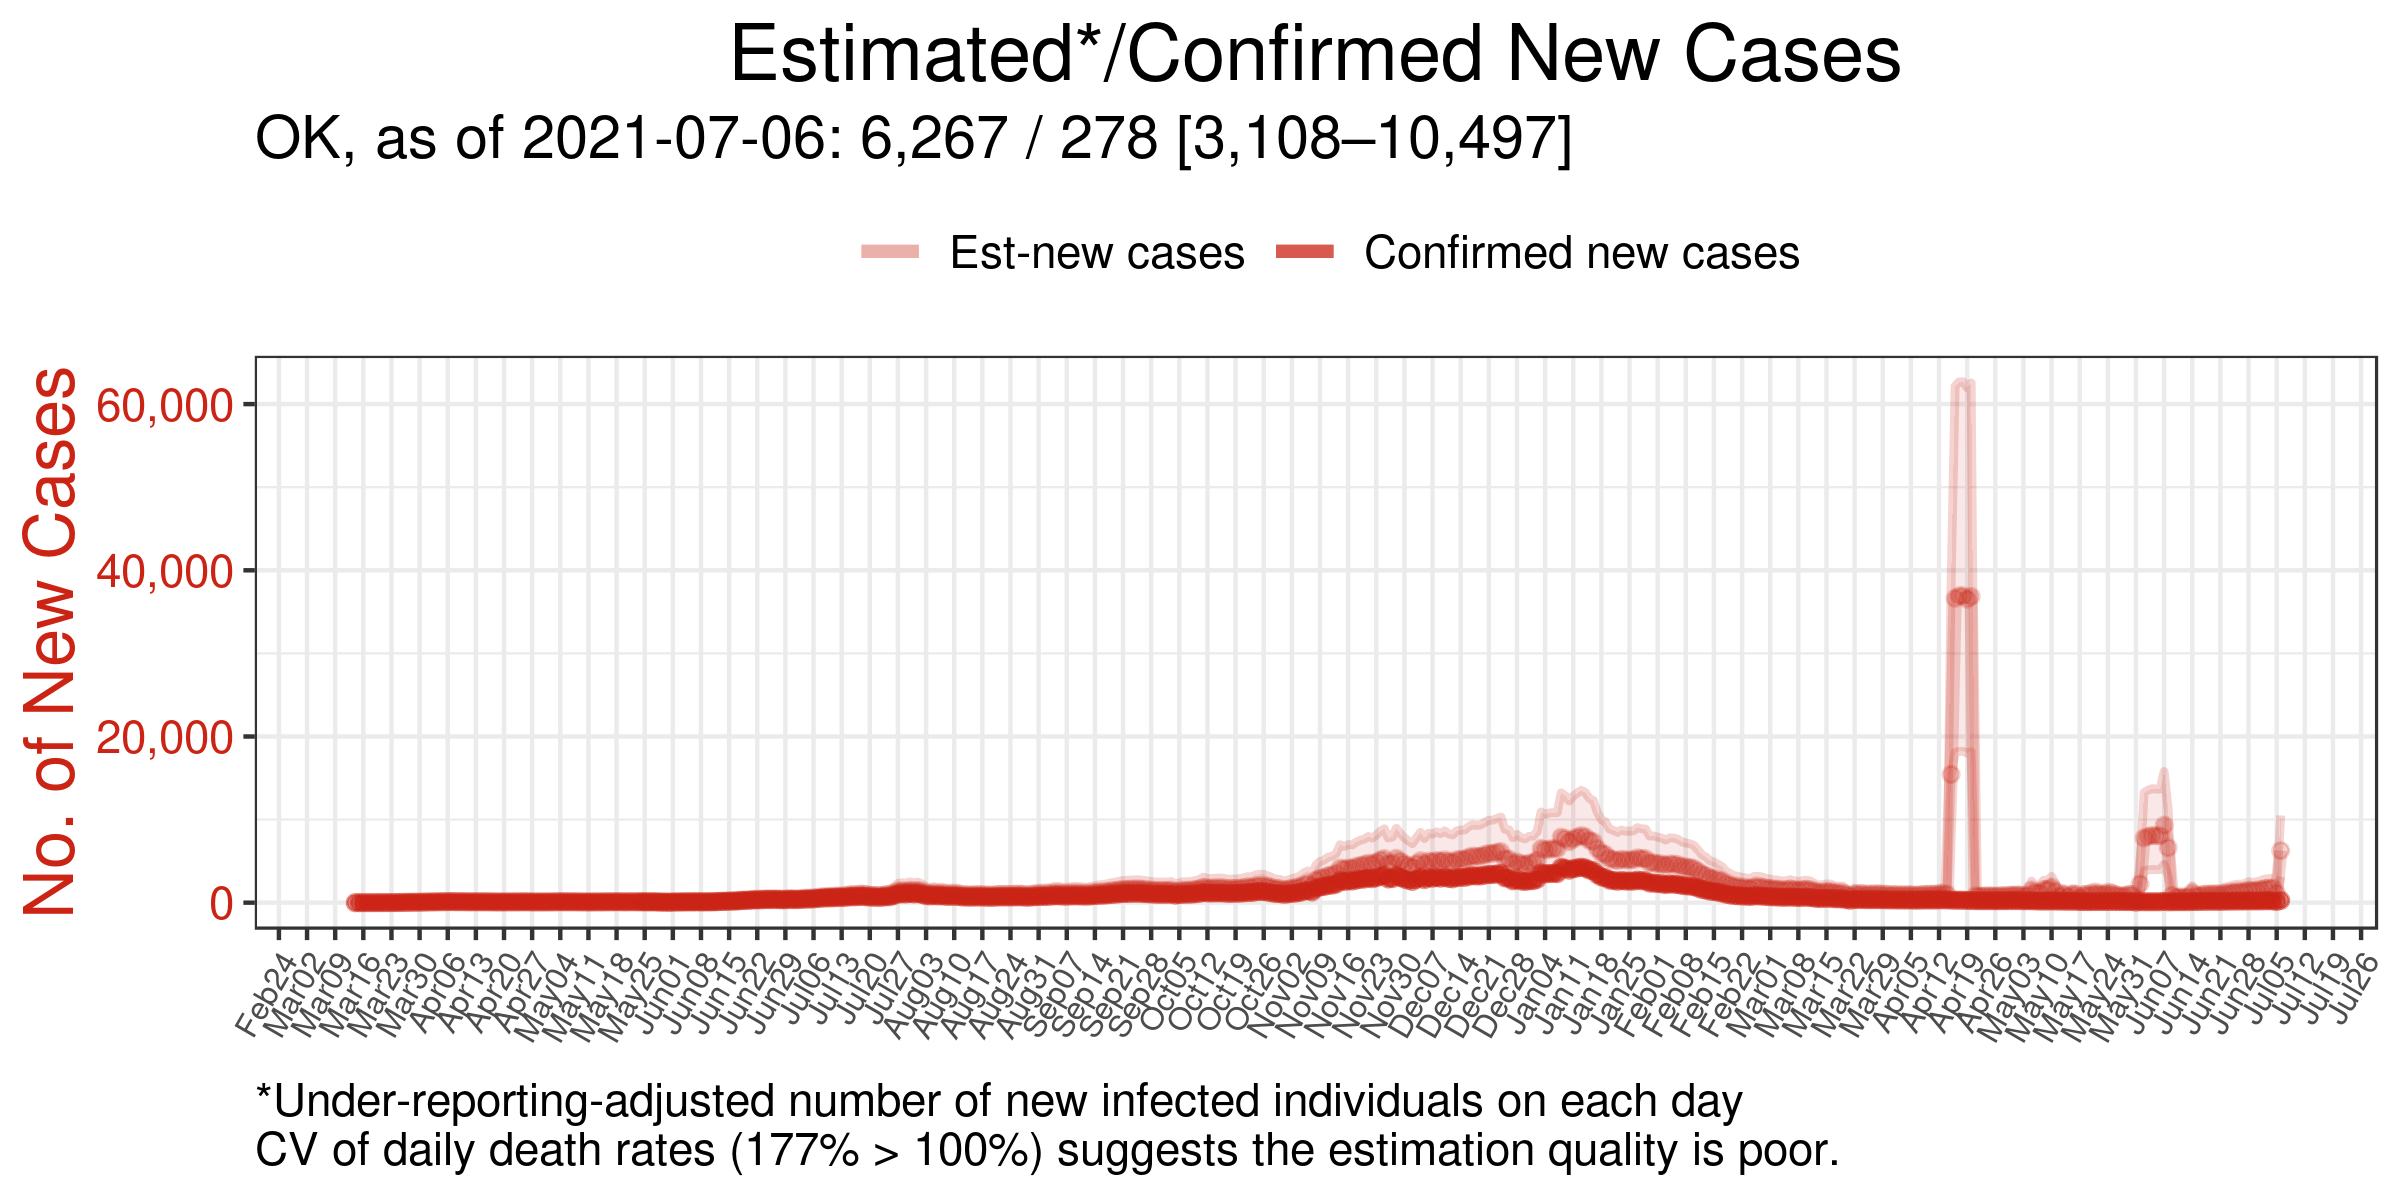 Estimated*/Confirmed New Cases
OK, as of 2021-07-06: 6,267 / 278 [3,108–10,497]
Est-new cases
Confirmed new cases
No. of New Cases
60,000
40,000
20,000
0
Feb24
Mar02
Mar09
Mar16
Mar23
Mar30
Apr06
Apr13
Apr20
Apr27
May04
May11
May18
May25
Jun01
Jun08
Jun15
Jun22
Jun29
Jul06
Jul13
Jul20
Jul27
Aug03
Aug10
Aug17
Aug24
Aug31
Sep07
Sep14
Sep21
Sep28
Oct05
Oct12
Oct19
Oct26
Nov02
Nov09
Nov16
Nov23
Nov30
Dec07
Dec14
Dec21
Dec28
Jan04
Jan11
Jan18
Jan25
Feb01
Feb08
Feb15
Feb22
Mar01
Mar08
Mar15
Mar22
Mar29
Apr05
Apr12
Apr19
Apr26
May03
May10
May17
May24
May31
May07
Jun14
Jun21
Jun28
Jun05
Jul12
Jul19
Jul26
*Under-reporting-adjusted number of new infected individuals on each day
CV of daily death rates (177% > 100%) suggests the estimation quality is poor.